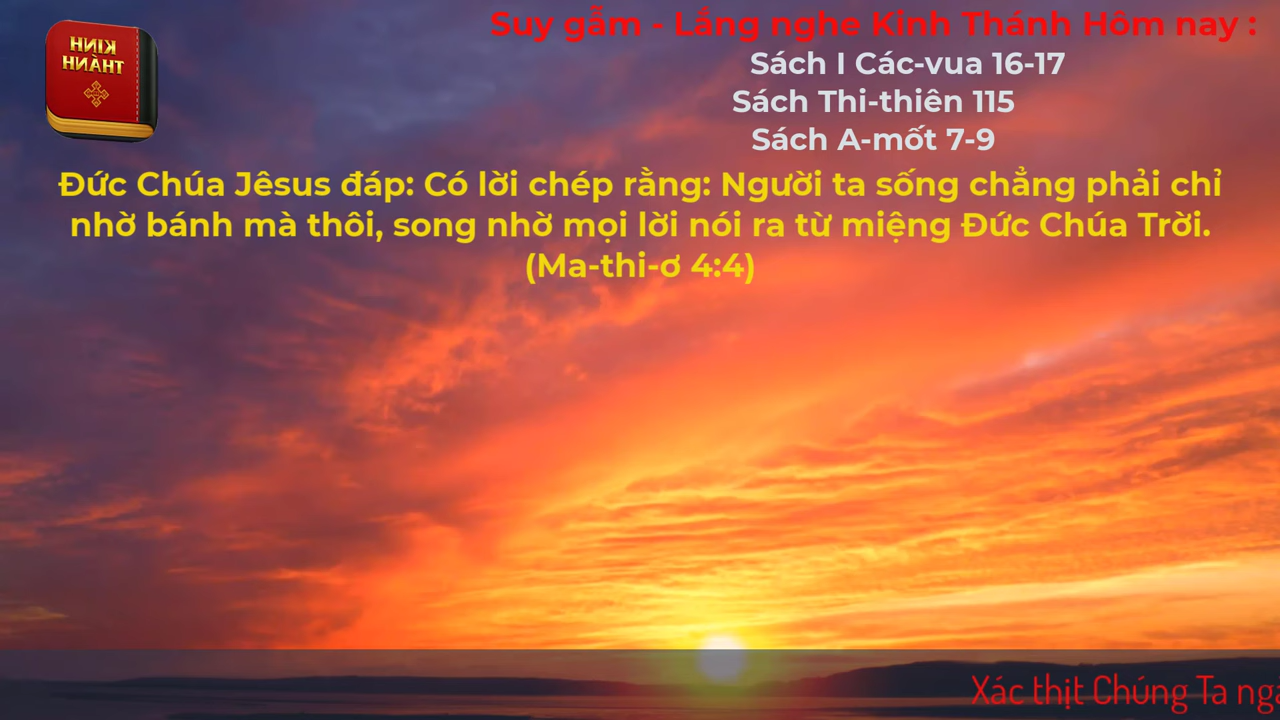 KINH
THÁNH
Suy gẫm - Lắng nghe Kinh Thánh Hôm nay :
Sách I Các-vua 16-17
Sách Thi-thiên 115
Sách A-mốt 7-9
Đức Chúa Jêsus đáp: Có lời chép rằng: Người ta sống chẳng phải chỉ
nhờ bánh mà thôi, song nhờ mọi lời nói ra từ miệng Đức Chúa Trời.
(Ma-thi-ơ 4:4)
Xác thịt Chúng Ta